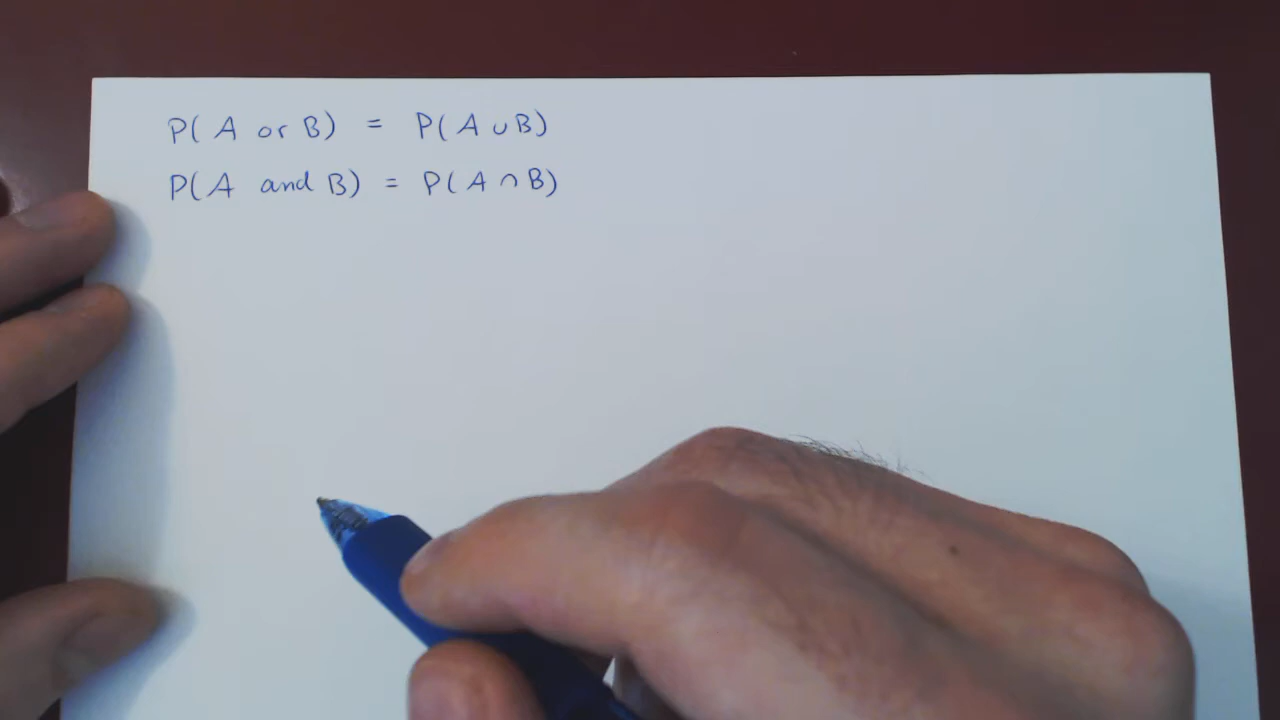 P( A or B) = P( A ∪ B)
P( A and B) = P( A ∩ B)